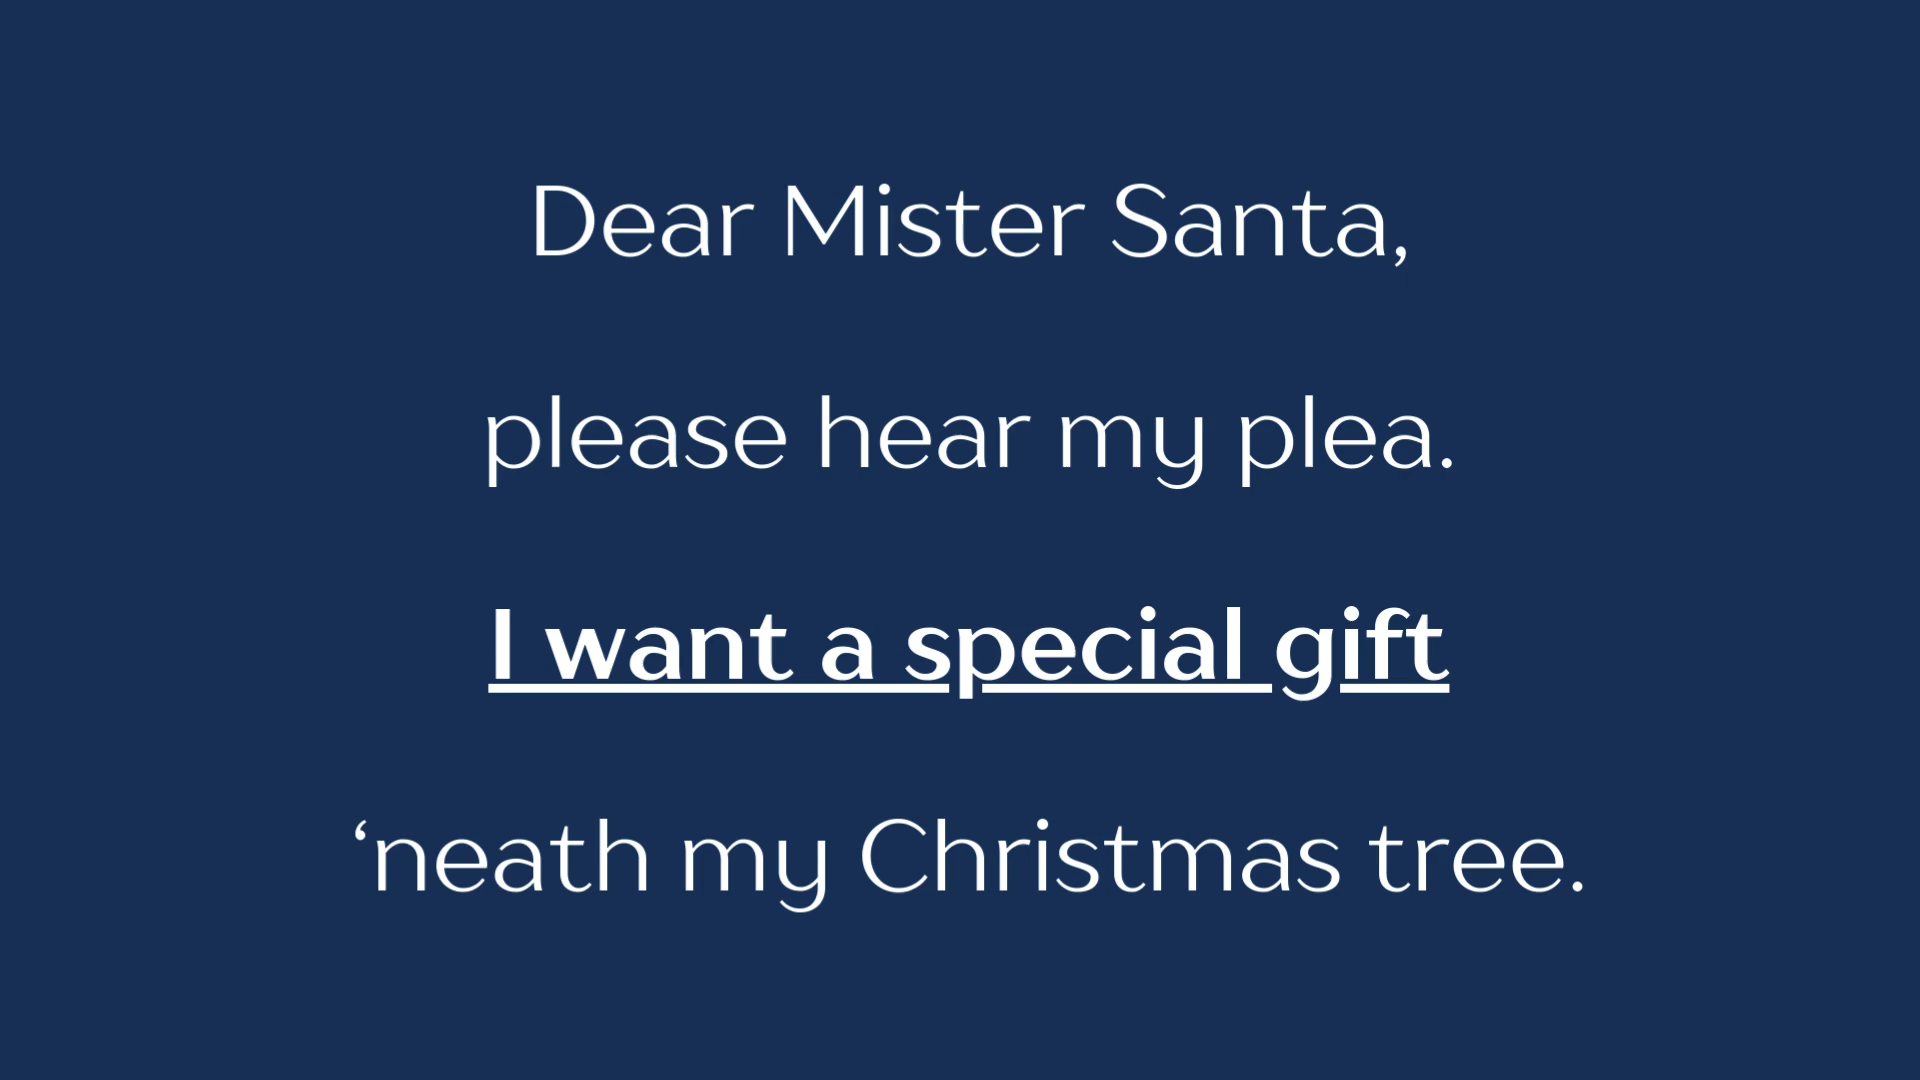 Dear Mister Santa,
please hear my plea.
I want a special gift
‘neath my Christmas tree.